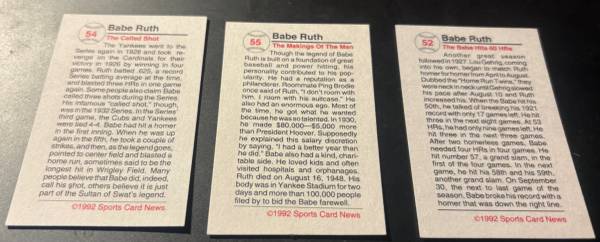 54
Babe Ruth
The Called Shot
The Yankees went to the
Series again in 1928 and took re-
venge on the Cardinals for their
victory in 1926 by winning in four
games. Ruth batted .625, a record
Series batting average at the time,
and blasted three HRs in one game
again. Some people also claim Babe
called three shots during the Series.
His infamous "called shot," though,
was in the 1932 Series. In the Series'
third game, the Cubs and Yankees
were tied 4-4. Babe had hit a homer
in the first inning. When he was up
again in the fifth, he took a couple of
strikes, and then, as the legend goes,
pointed to center field and blasted a
home run, sometimes said to be the
longest hit in Wrigley Field. Many
people believe that Babe did, indeed,
call his shot, others believe it is just
part of the Sultan of Swat's legend.
©1992 Sports Card News
55
Babe Ruth
The Makings Of The Man
Though the legend of Babe
Ruth is built on a foundation of great
baseball and power hitting, his
personality contributed to his pop-
ularity. He had a reputation as a
philanderer. Roommate Ping Brodie
once said of Ruth, "I don't room with
him. I room with his suitcase." He
also had an enormous ego. Most of
the time, he got what he wanted
because he was so talented. In 1930,
he made $80,000—$5,000 more
than President Hoover. Supposedly
he explained this salary discretion
by saying, "I had a better year than
he did." Babe also had a kind, chari-
table side. He loved kids and often
visited hospitals and orphanages.
Ruth died on August 16, 1948. His
body was in Yankee Stadium for two
days and more than 100,000 people
filed by to bid the Babe farewell.
©1992 Sports Card News
52
Babe Ruth
The Babe Hits 60 HRs
Another great season
followed in 1927. Lou Gehrig, coming
into his own, began to match Ruth
homer for homer from April to August.
Dubbed the "Home Run Twins," they
were neck in neck until Gehrig slowed
his pace after August 15 and Ruth
increased his. When the Babe hit his
50th, he talked of breaking his 1921
record with only 17 games left. He hit
three in the next eight games. At 53
HRs, he had only nine games left. He
hit three in the next three games.
After two homerless games, Babe
needed four HRs in four games. He
hit number 57, a grand slam, in the
first of the four games. In the next
game, he hit his 58th and his 59th,
another grand slam. On September
30, the next to last game of the
season, Babe broke his record with a
homer that was down the right line.
©1992 Sports Card News